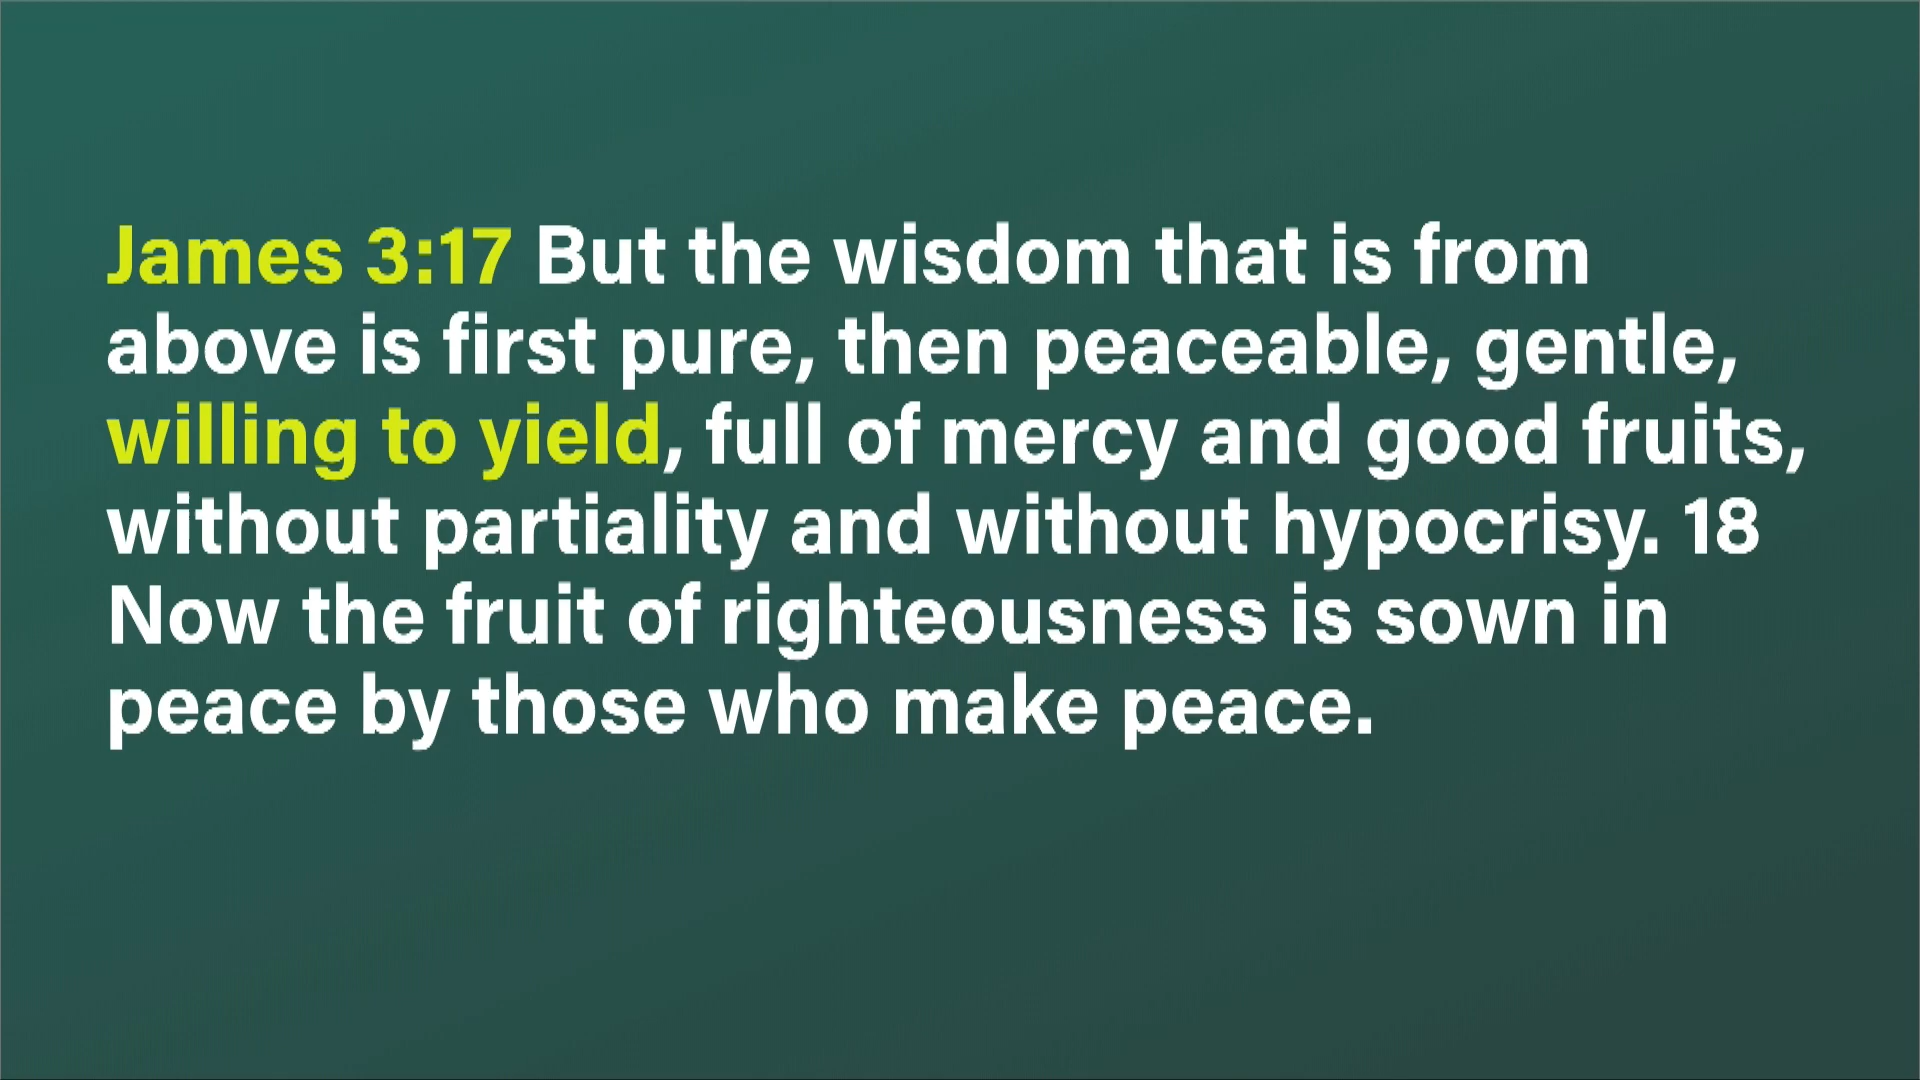 James 3:17 But the wisdom that is from
above is first pure, then peaceable, gentle,
willing to yield, full of mercy and good fruits,
without partiality and without hypocrisy. 18
Now the fruit of righteousness is sown in
peace by those who make peace.